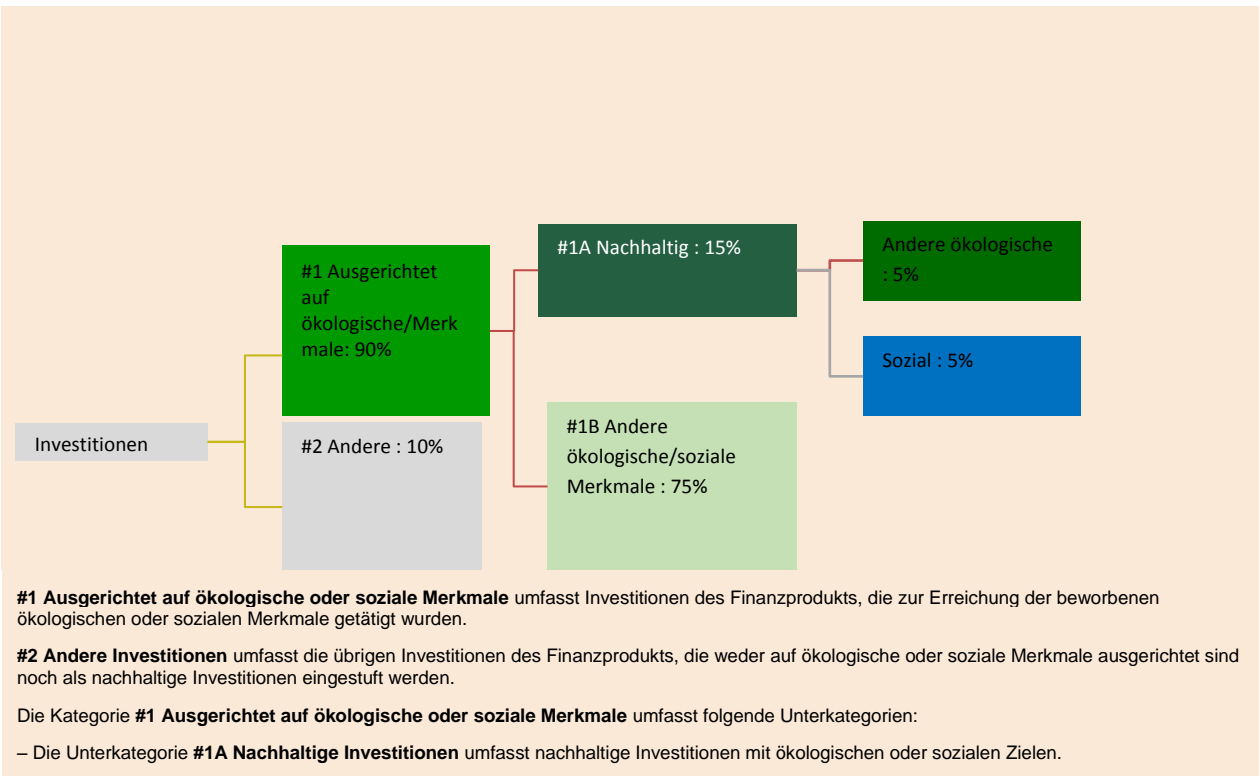 Investitionen
#1 Ausgerichtet
auf
ökologische/Merk
male: 90%
#2 Andere : 10%
#1A Nachhaltig : 15%
#1B Andere
ökologische/soziale
Merkmale : 75%
Andere ökologische
: 5%
Sozial : 5%
#1 Ausgerichtet auf ökologische oder soziale Merkmale umfasst Investitionen des Finanzprodukts, die zur Erreichung der beworbenen
ökologischen oder sozialen Merkmale getätigt wurden.
#2 Andere Investitionen umfasst die übrigen Investitionen des Finanzprodukts, die weder auf ökologische oder soziale Merkmale ausgerichtet sind
noch als nachhaltige Investitionen eingestuft werden.
Die Kategorie #1 Ausgerichtet auf ökologische oder soziale Merkmale umfasst folgende Unterkategorien:
– Die Unterkategorie #1A Nachhaltige Investitionen umfasst nachhaltige Investitionen mit ökologischen oder sozialen Zielen.